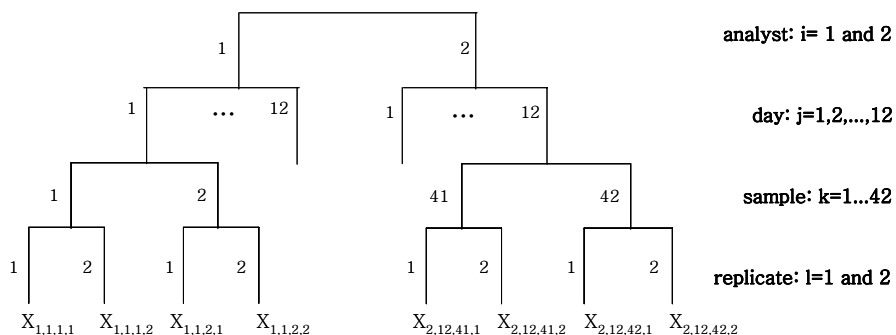 analyst: i= 1 and 2
1 2
1 ... 12 1 ... 12
day: j=1,2,...,12
1 2 41 42
sample: k=1...42
1 2 1 2 1 2 1 2
replicate: l=1 and 2
X1,1,1,1 X1,1,1,2 X1,1,2,1 X1,1,2,2 X2,12,41,1 X2,12,41,2 X2,12,42,1 X2,12,42,2